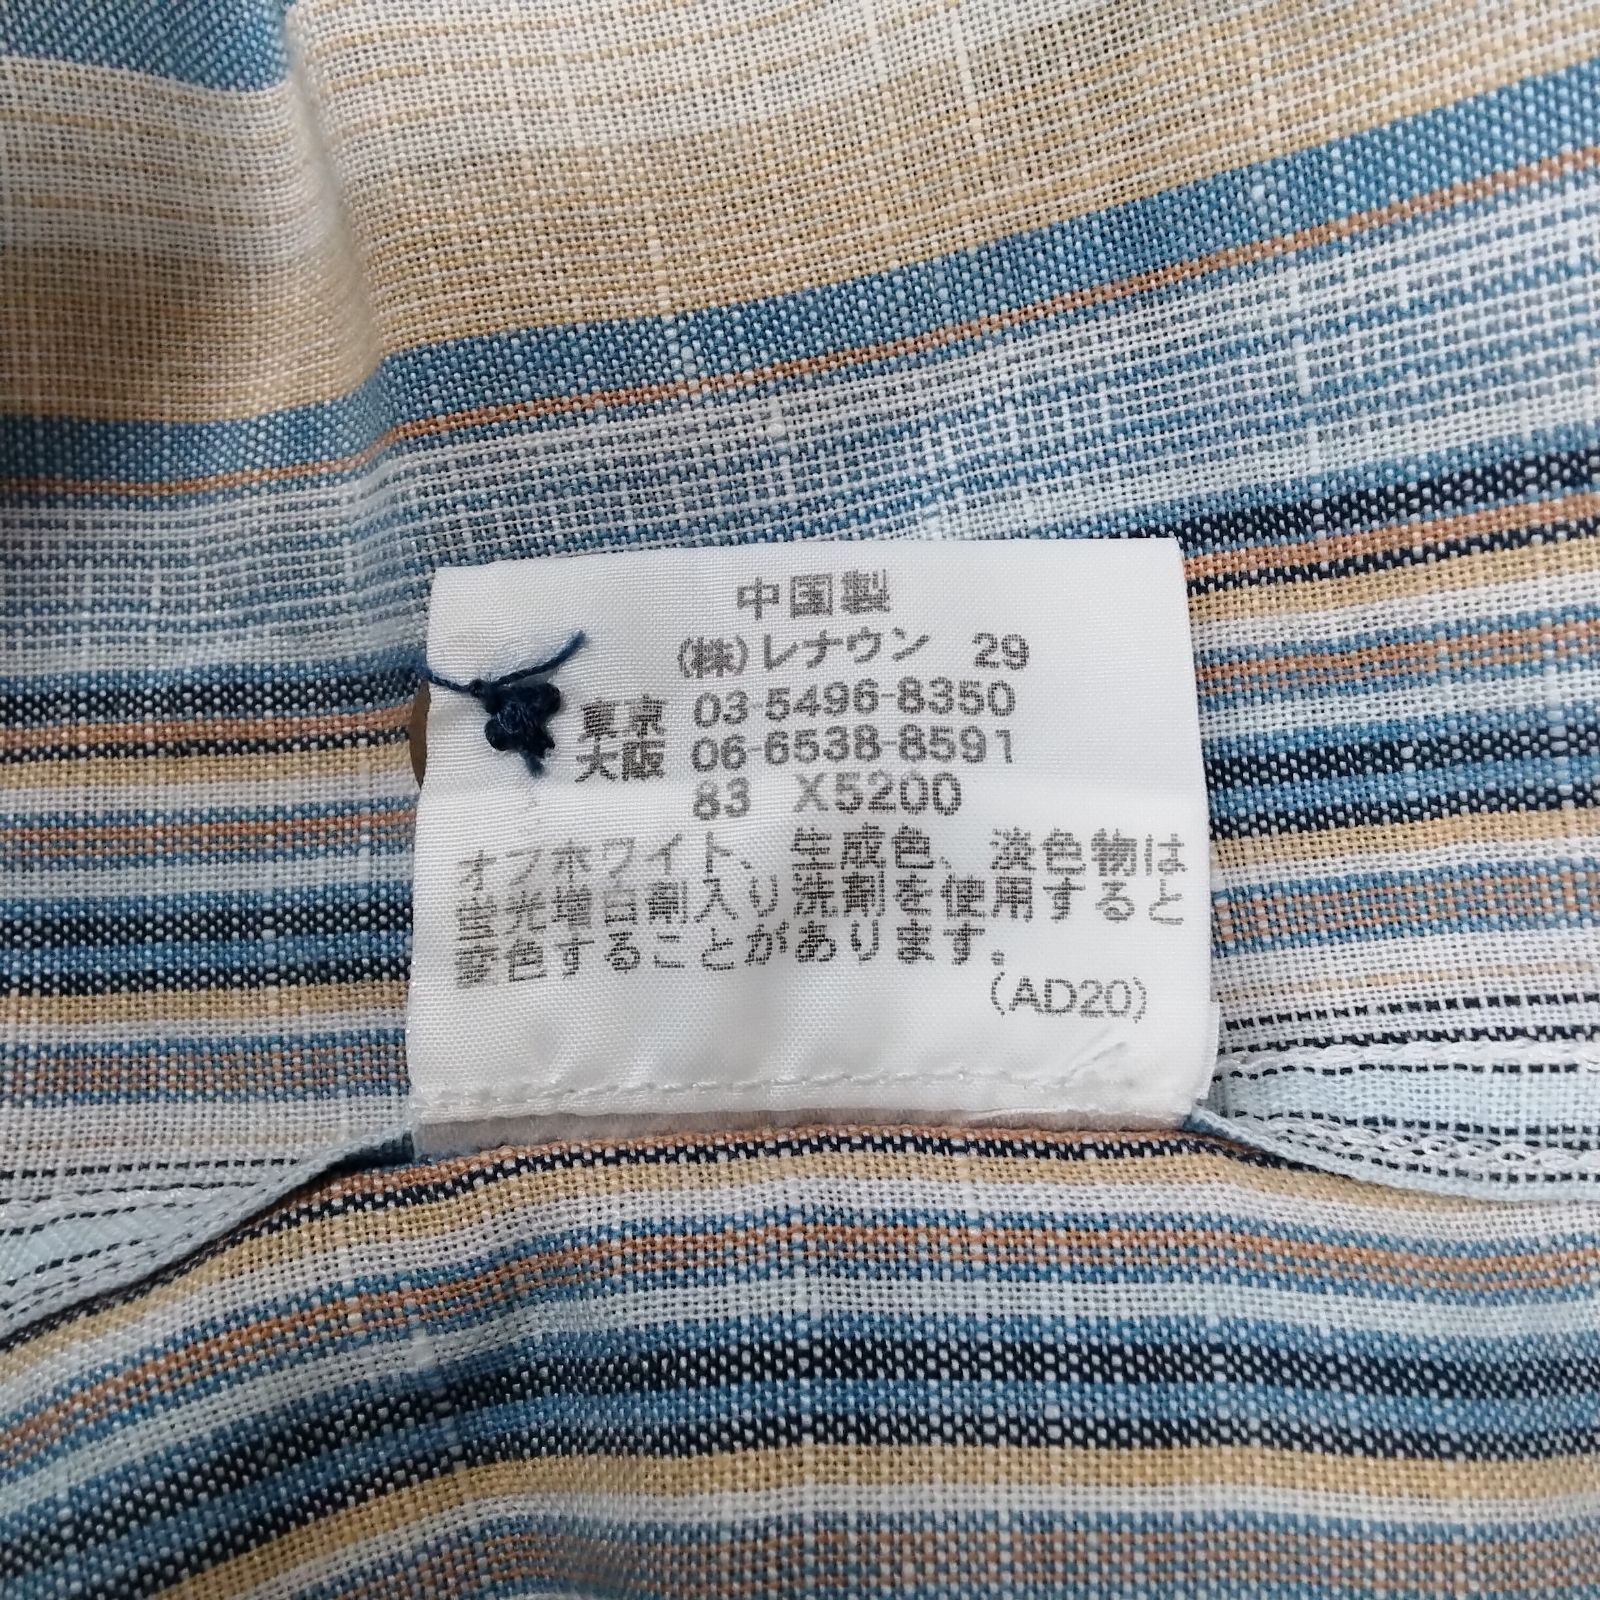 中国製
(株)レナウン 29
東京 03-5496-8350
大阪 06-6538-8591
83 X5200
オフホワイト、生成色、淡色物は
蛍光増白剤入り洗剤を使用すると
変色することがあります。
(AD20)